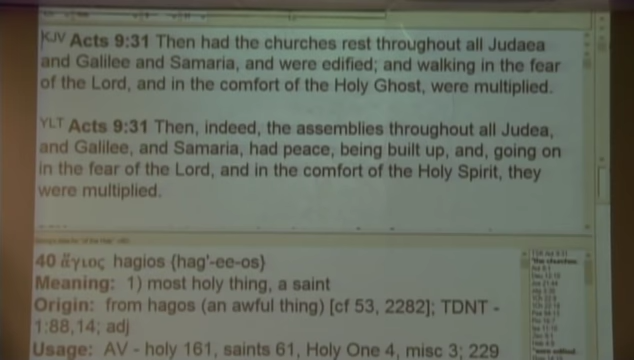 KJV Acts 9:31 Then had the churches rest throughout all Judaea
and Galilee and Samaria, and were edified; and walking in the fear
of the Lord, and in the comfort of the Holy Ghost, were multiplied.
YLT Acts 9:31 Then, indeed, the assemblies throughout all Judea,
and Galilee, and Samaria, had peace, being built up, and, going on
in the fear of the Lord, and in the comfort of the Holy Spirit, they
were multiplied.
40 ἅγιος hagios {hag'-ee-os}
Meaning: 1) most holy thing, a saint
Origin: from hagos (an awful thing) [cf 53, 2282]; TDNT -
1:88,14; adj
Usage: AV - holy 161, saints 61, Holy One 4, misc 3; 229